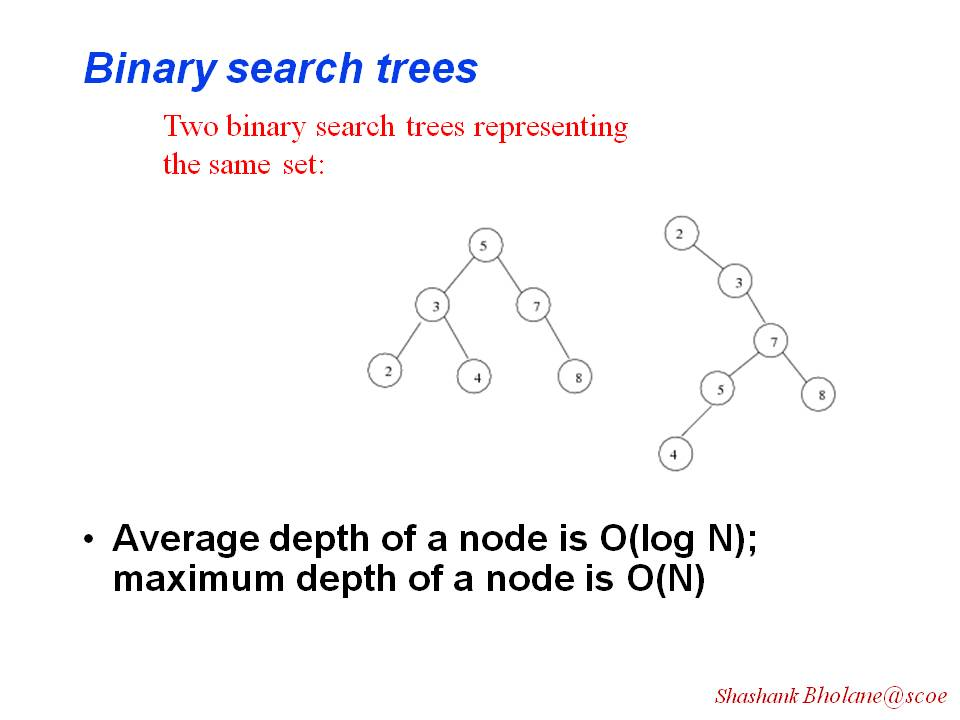 Binary search trees
Two binary search trees representing
the same set:
5
3
7
2
4
8
2
3
7
5
8
4
• Average depth of a node is O(log N);
maximum depth of a node is O(N)
Shashank Bholane@scoe